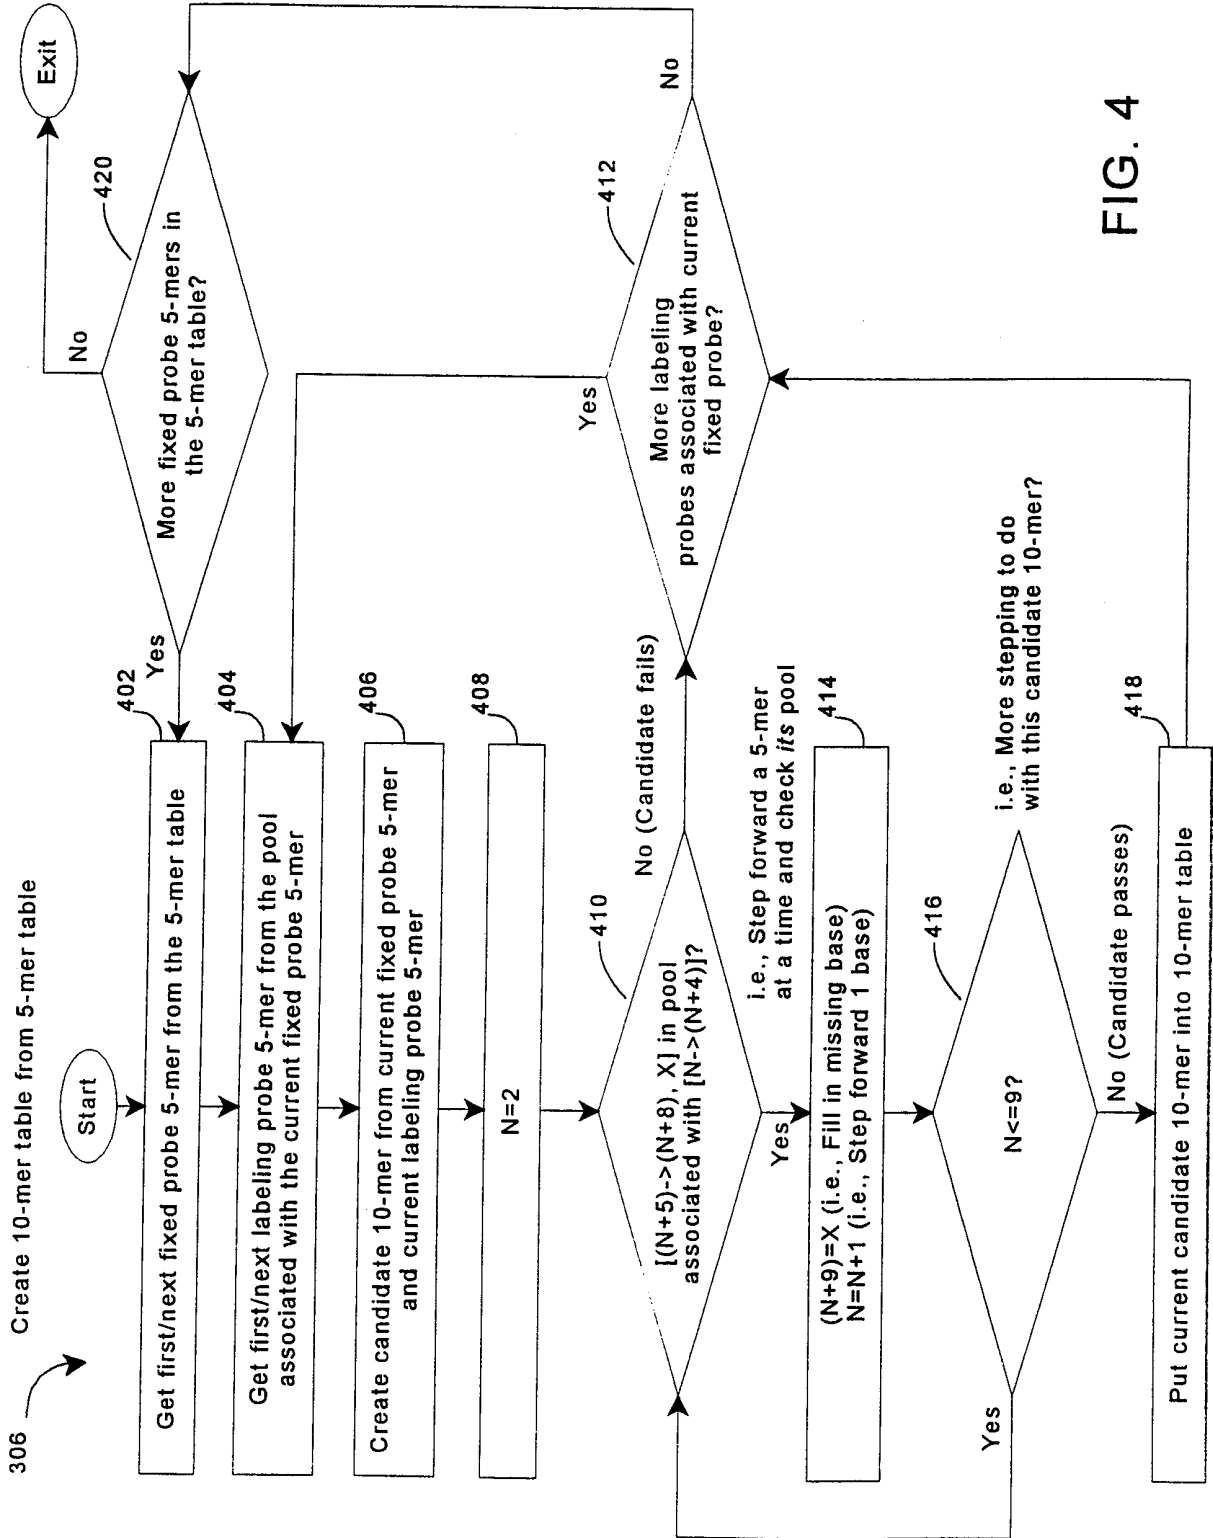 306
Create 10-mer table from 5-mer table
Start
402
Get first/next fixed probe 5-mer from the 5-mer table
404
Get first/next labeling probe 5-mer from the pool
associated with the current fixed probe 5-mer
406
Create candidate 10-mer from current fixed probe 5-mer
and current labeling probe 5-mer
408
N=2
410
[(N+5)->(N+8), X] in pool
associated with [N->(N+4)]?
No (Candidate fails)
Yes
i.e., Step forward a 5-mer
at a time and check its pool
414
(N+9)=X (i.e., Fill in missing base)
N=N+1 (i.e., Step forward 1 base)
416
N<=9?
i.e., More stepping to do
with this candidate 10-mer?
Yes
No (Candidate passes)
418
Put current candidate 10-mer into 10-mer table
412
More labeling
probes associated with current
fixed probe?
Yes
No
420
More fixed probe 5-mers in
the 5-mer table?
Yes
No
Exit
FIG. 4